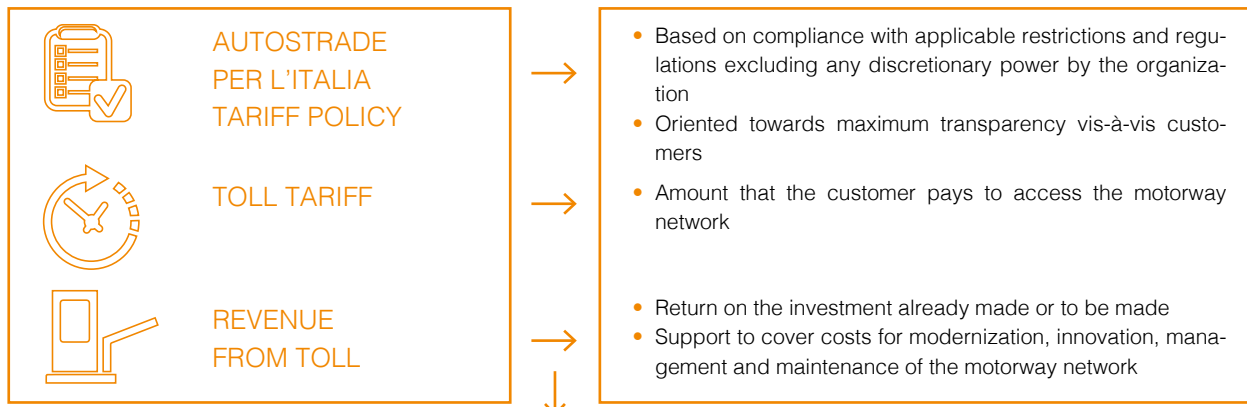 AUTOSTRADE
PER L'ITALIA
TARIFF POLICY
• Based on compliance with applicable restrictions and regu-
lations excluding any discretionary power by the organiza-
tion
• Oriented towards maximum transparency vis-à-vis custo-
mers
TOLL TARIFF
• Amount that the customer pays to access the motorway
network
REVENUE
FROM TOLL
• Return on the investment already made or to be made
• Support to cover costs for modernization, innovation, mana-
gement and maintenance of the motorway network